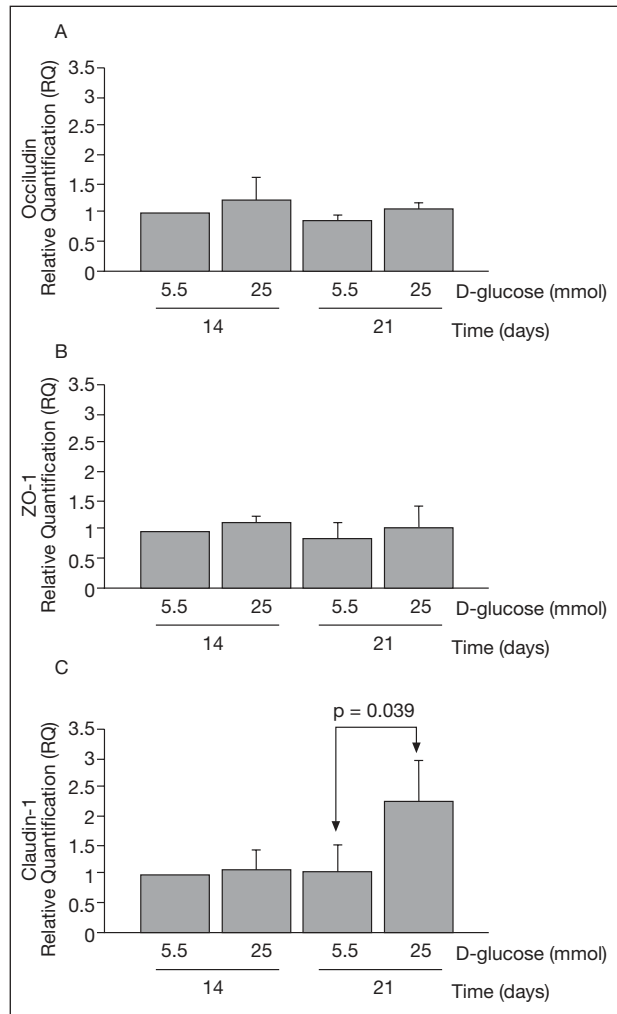 A
Occiludin
Relative Quantification (RQ)
3.5
3
2.5
2
1.5
1
0.5
0
5.5 25 5.5 25 D-glucose (mmol)
14 21 Time (days)
B
ZO-1
Relative Quantification (RQ)
3.5
3
2.5
2
1.5
1
0.5
0
5.5 25 5.5 25 D-glucose (mmol)
14 21 Time (days)
C
p = 0.039
Claudin-1
Relative Quantification (RQ)
3.5
3
2.5
2
1.5
1
0.5
0
5.5 25 5.5 25 D-glucose (mmol)
14 21 Time (days)